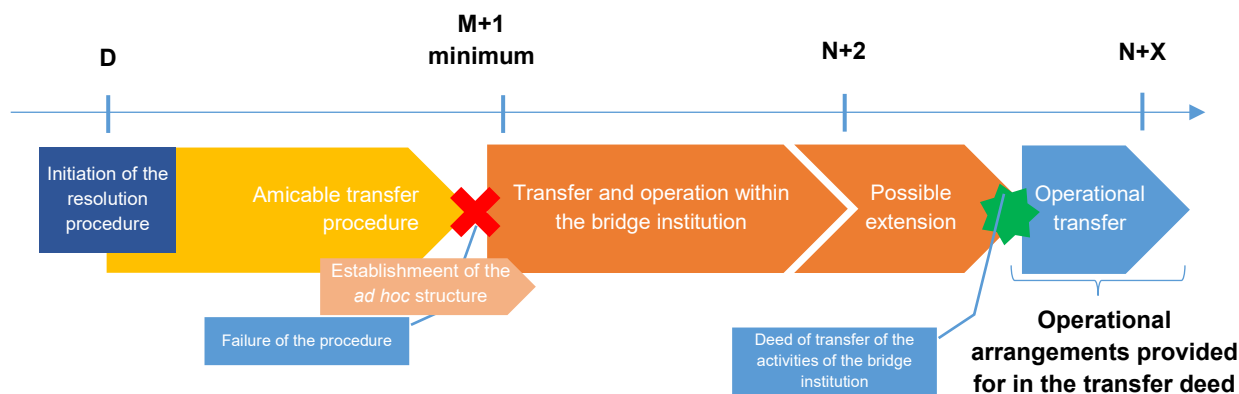 D
M+1
minimum
N+2
N+X
Initiation of the
resolution
procedure
Amicable transfer
procedure
Transfer and operation within
the bridge institution
Possible
extension
Operational
transfer
Establishmeent of the
ad hoc structure
Failure of the procedure
Deed of transfer of the
activities of the bridge
institution
Operational
arrangements provided
for in the transfer deed